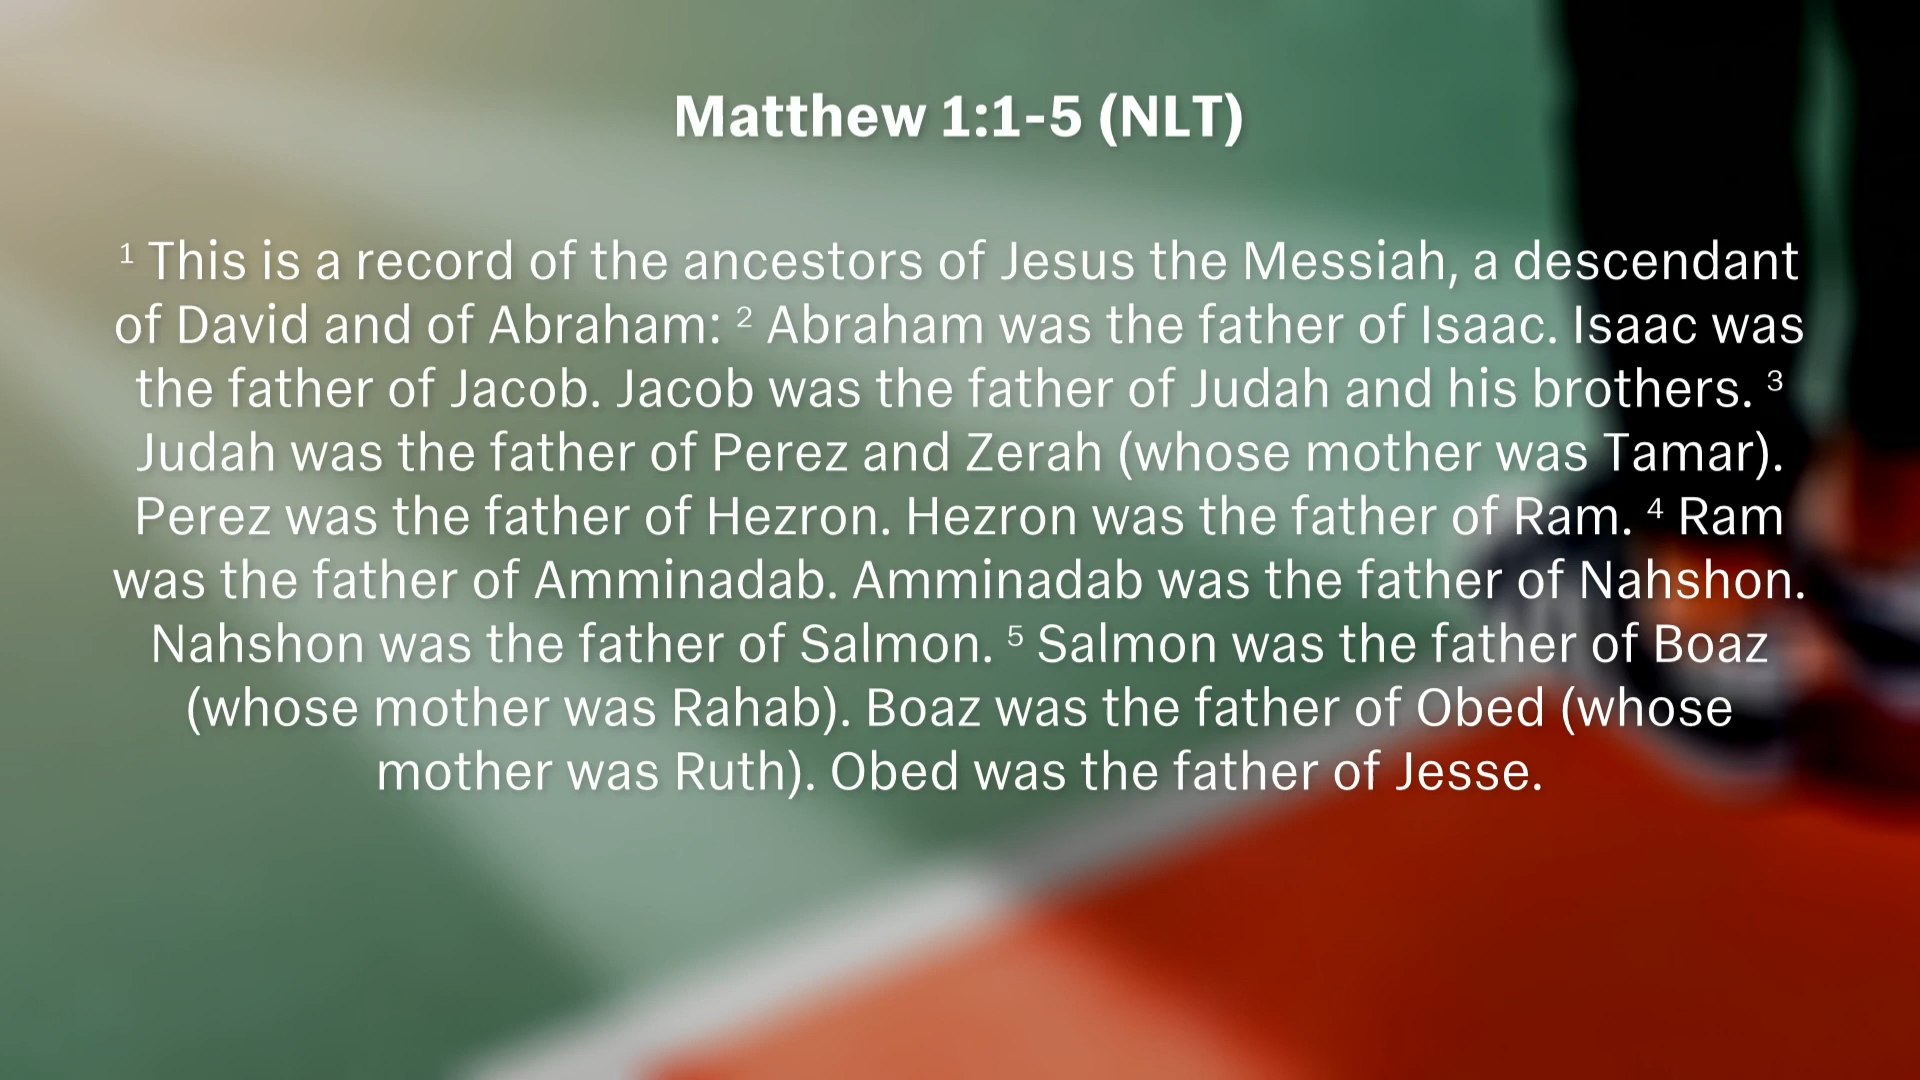 Matthew 1:1-5 (NLT)
1 This is a record of the ancestors of Jesus the Messiah, a descendant
of David and of Abraham: 2 Abraham was the father of Isaac. Isaac was
the father of Jacob. Jacob was the father of Judah and his brothers. 3
Judah was the father of Perez and Zerah (whose mother was Tamar).
Perez was the father of Hezron. Hezron was the father of Ram. 4 Ram
was the father of Amminadab. Amminadab was the father of Nahshon.
Nahshon was the father of Salmon. 5 Salmon was the father of Boaz
(whose mother was Rahab). Boaz was the father of Obed (whose
mother was Ruth). Obed was the father of Jesse.